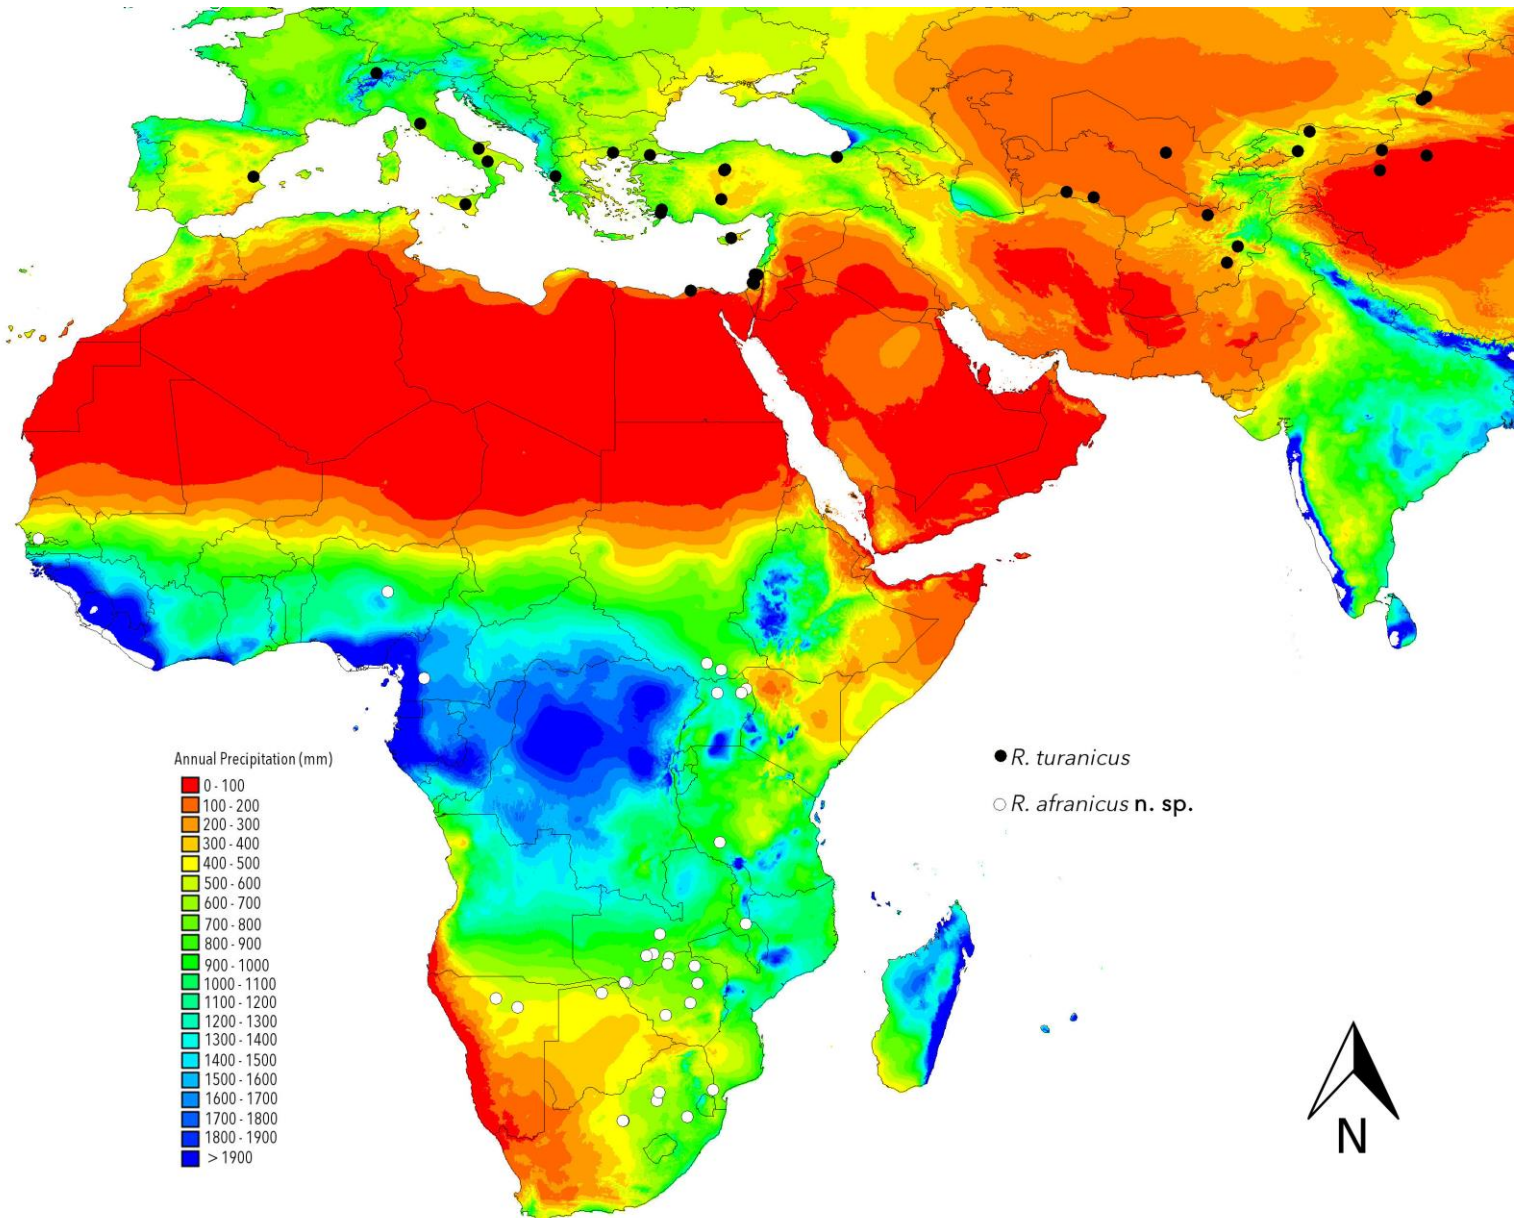 Annual Precipitation (mm)
0 - 100
100 - 200
200 - 300
300 - 400
400 - 500
500 - 600
600 - 700
700 - 800
800 - 900
900 - 1000
1000 - 1100
1100 - 1200
1200 - 1300
1300 - 1400
1400 - 1500
1500 - 1600
1600 - 1700
1700 - 1800
1800 - 1900
> 1900
R. turanicus
R. afranicus n. sp.
N